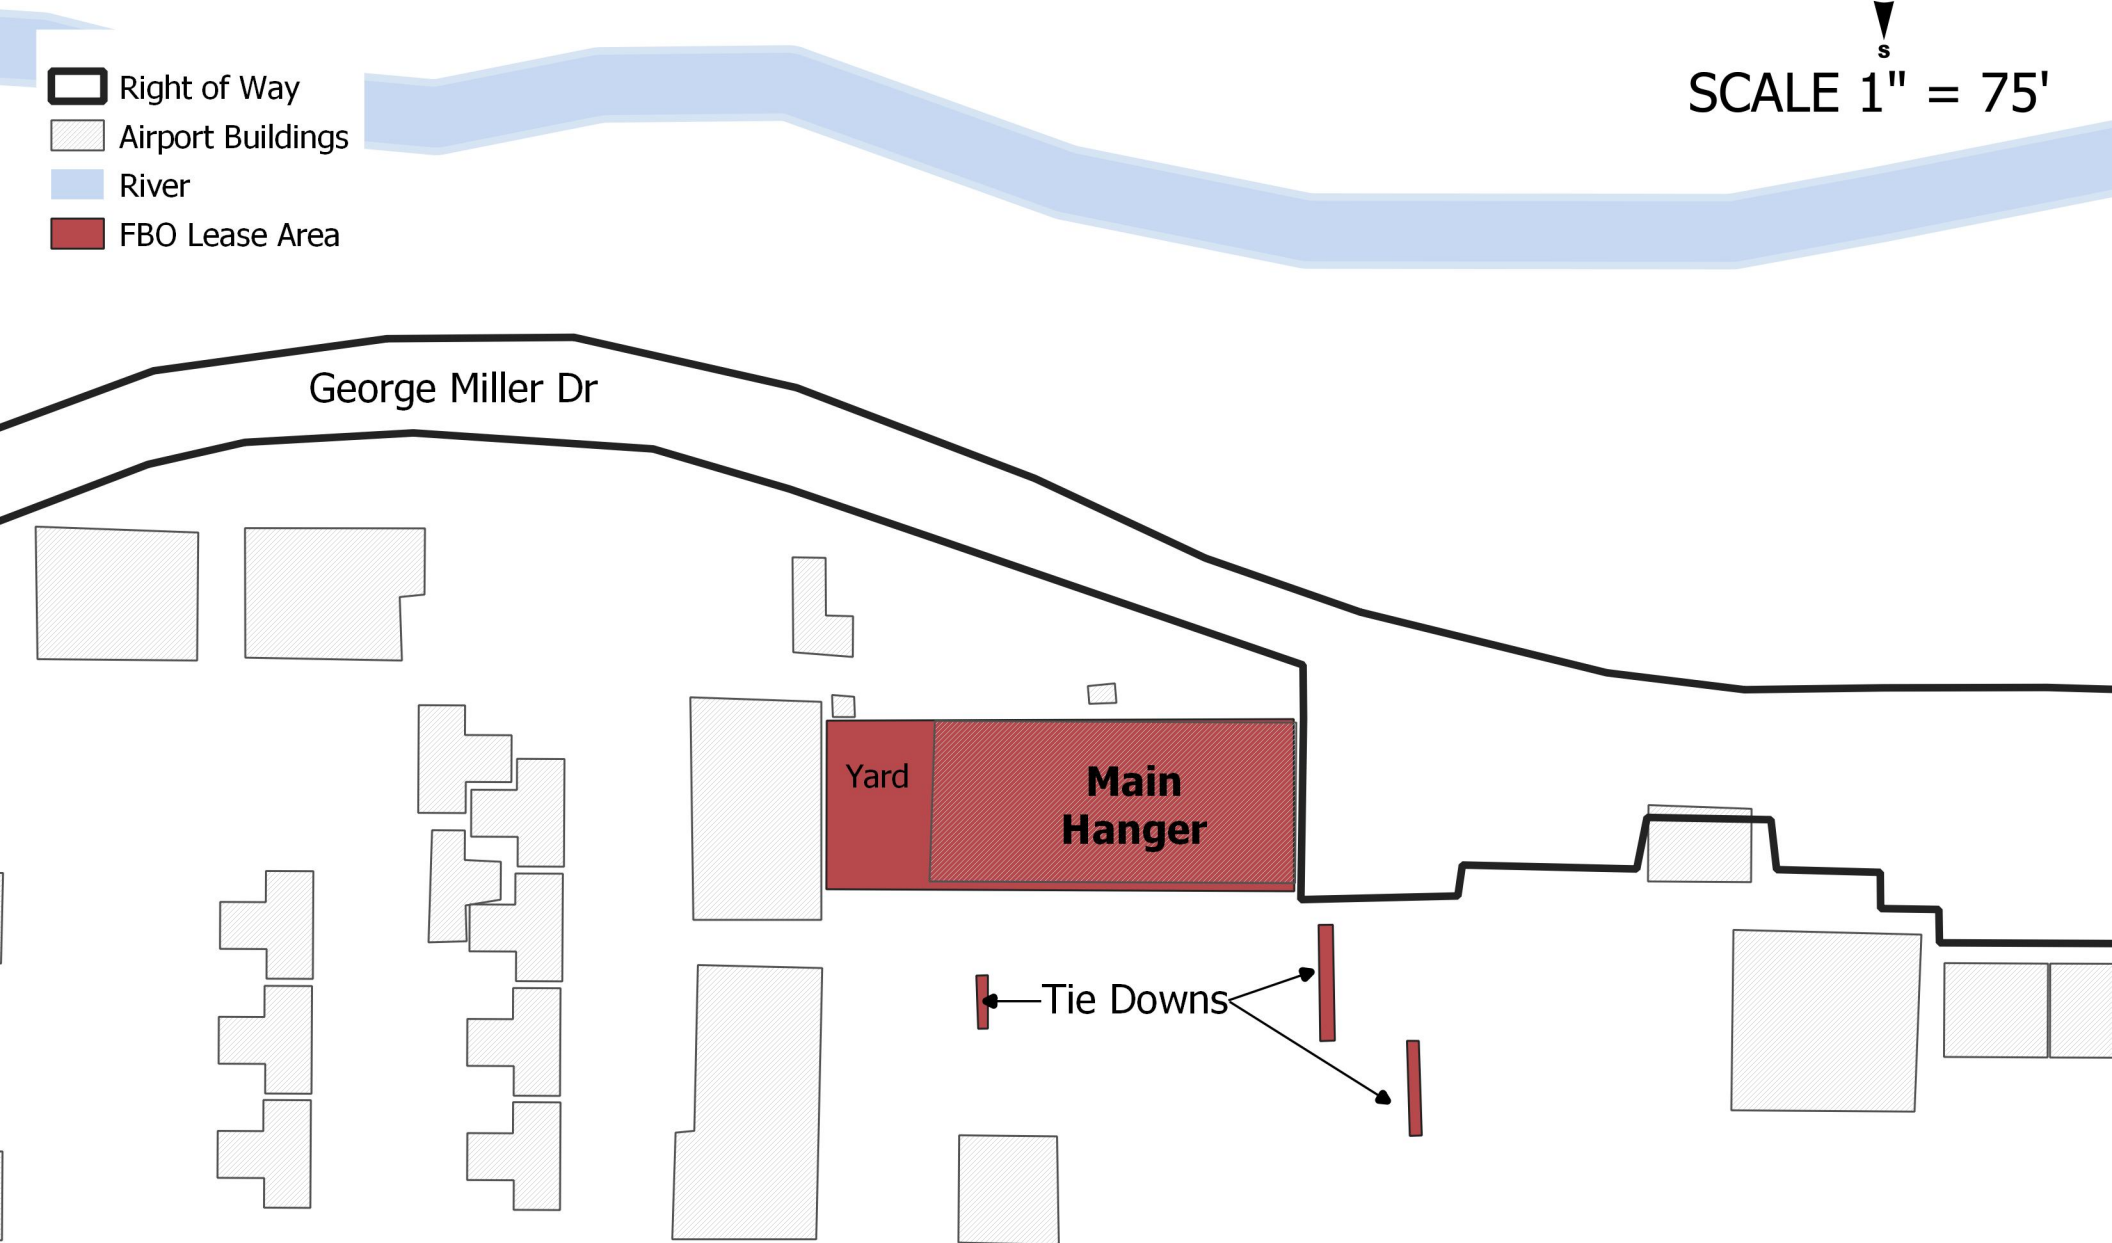 s
SCALE 1" = 75'
Right of Way
Airport Buildings
River
FBO Lease Area
George Miller Dr
Yard
Main
Hanger
Tie Downs